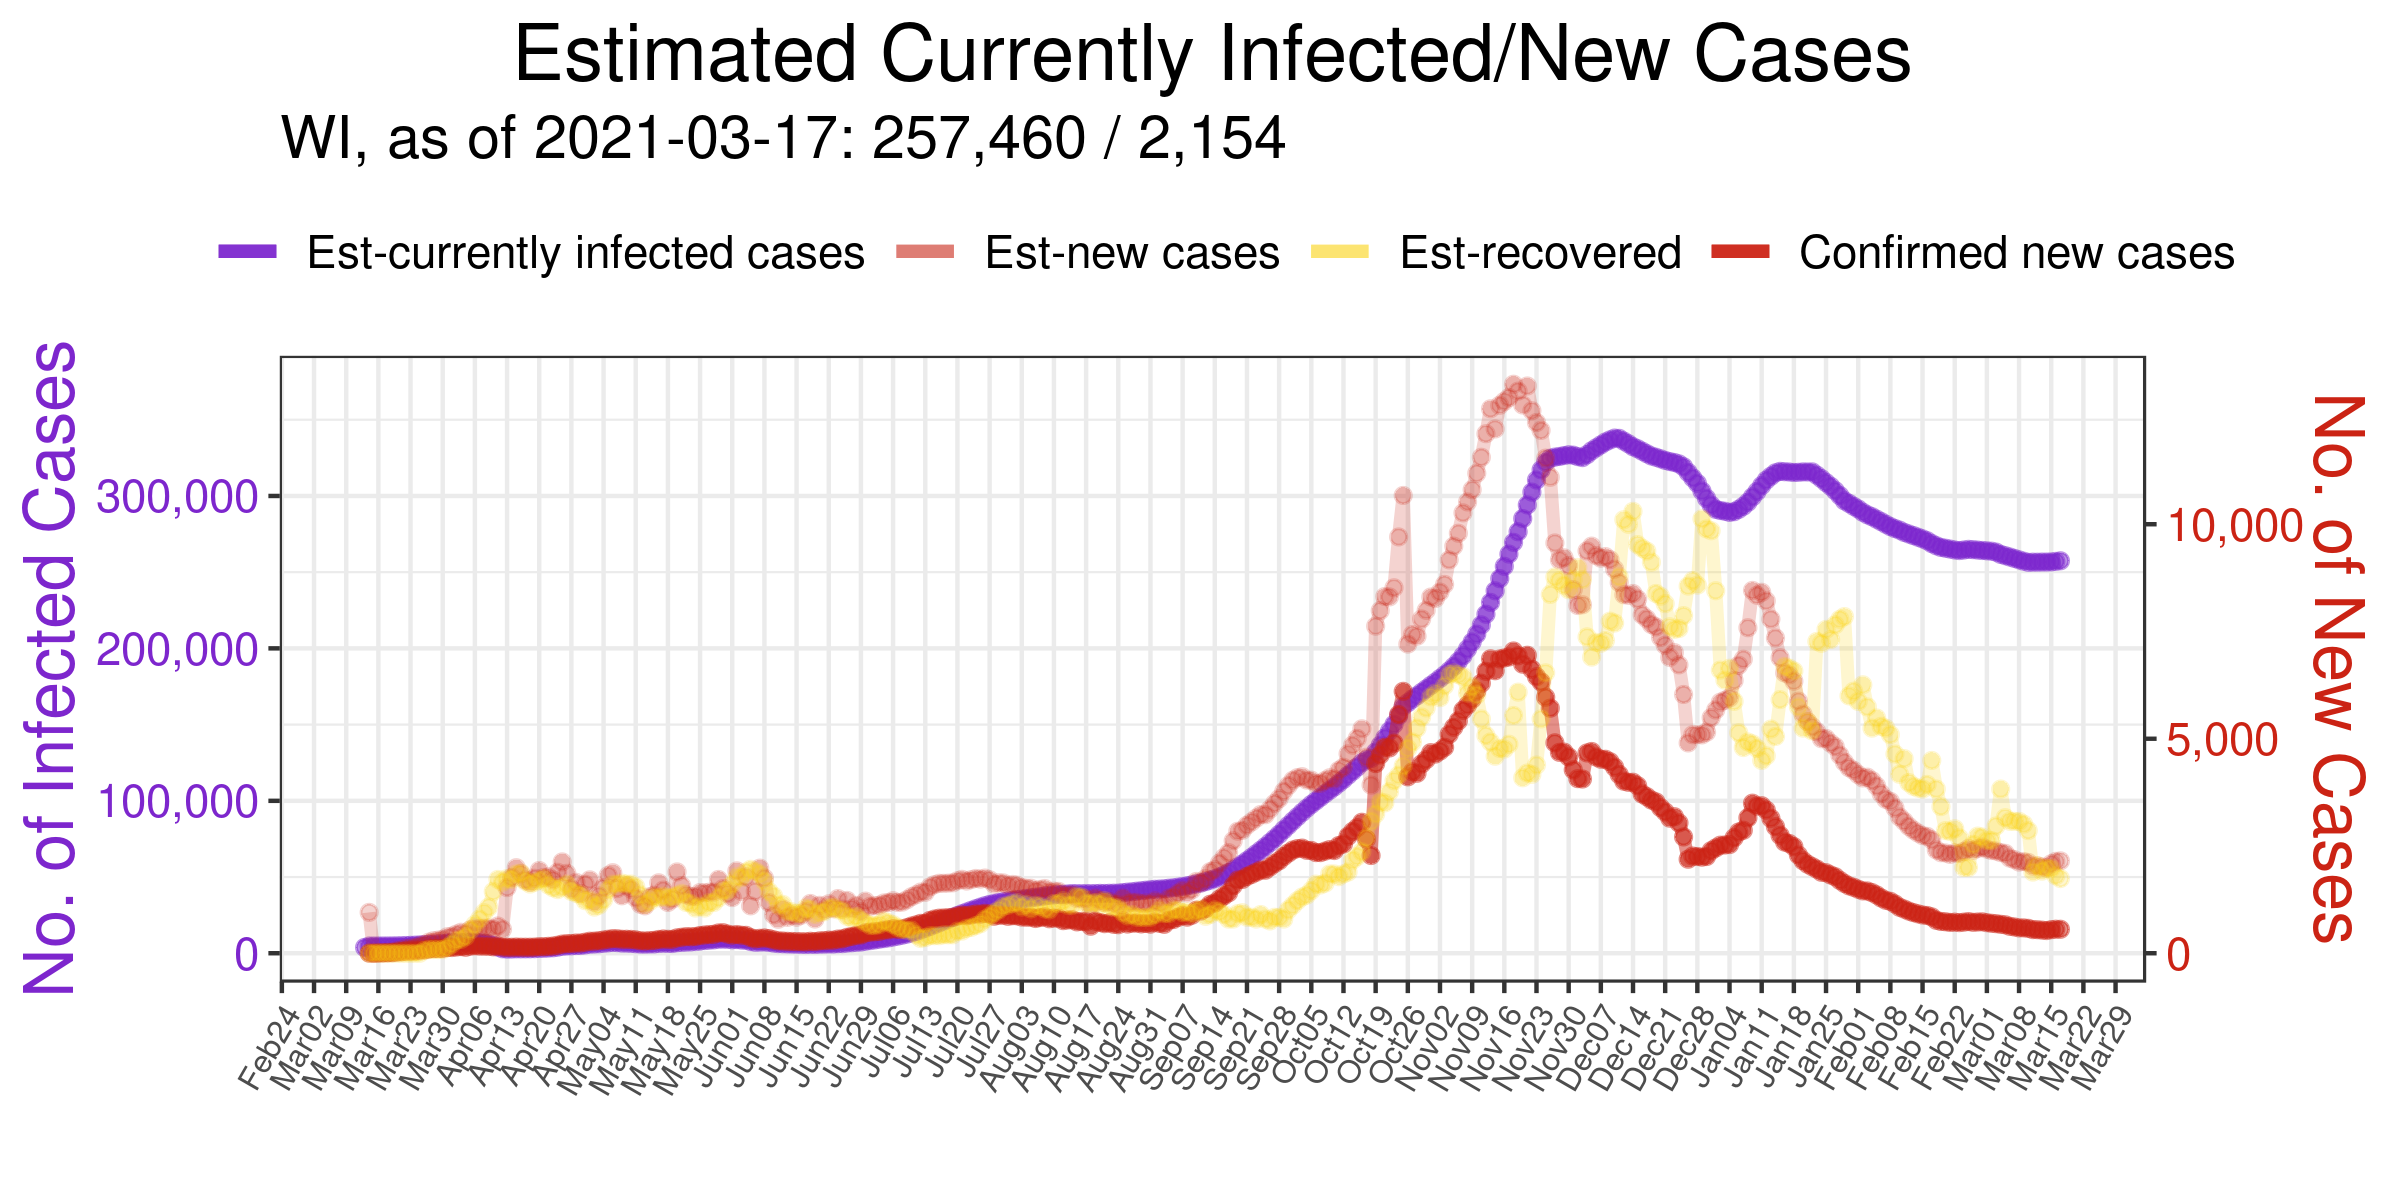 Estimated Currently Infected/New Cases
WI, as of 2021-03-17: 257,460 / 2,154
Est-currently infected cases Est-new cases Est-recovered Confirmed new cases
No. of Infected Cases
300,000
200,000
100,000
0
10,000
5,000
0
No. of New Cases
Feb24 Mar02 Mar09 Mar16 Mar23 Mar30 Apr06 Apr13 Apr20 Apr27 May04 May11 May18 May25 Jun01 Jun08 Jun15 Jun22 Jun29 Jul06 Jul13 Jul20 Jul27 Aug03 Aug10 Aug17 Aug24 Aug31 Sep07 Sep14 Sep21 Sep28 Oct05 Oct12 Oct19 Oct26 Nov02 Nov09 Nov16 Nov23 Nov30 Dec07 Dec14 Dec21 Dec28 Jan04 Jan11 Jan18 Jan25 Feb01 Feb08 Feb15 Feb22 Mar01 Mar08 Mar15 Mar22 Mar29